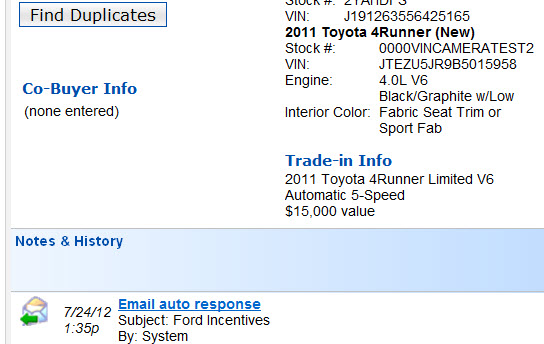 Find Duplicates
Co-Buyer Info
(none entered)
VIN: J191263556425165
2011 Toyota 4Runner (New)
Stock #: 0000VINCAMERATEST2
VIN: JTEZU5JR9B5015958
Engine: 4.0L V6
Black/Graphite w/Low
Interior Color: Fabric Seat Trim or
Sport Fab
Trade-in Info
2011 Toyota 4Runner Limited V6
Automatic 5-Speed
$15,000 value
Notes & History
7/24/12
1:35p
Email auto response
Subject: Ford Incentives
By: System